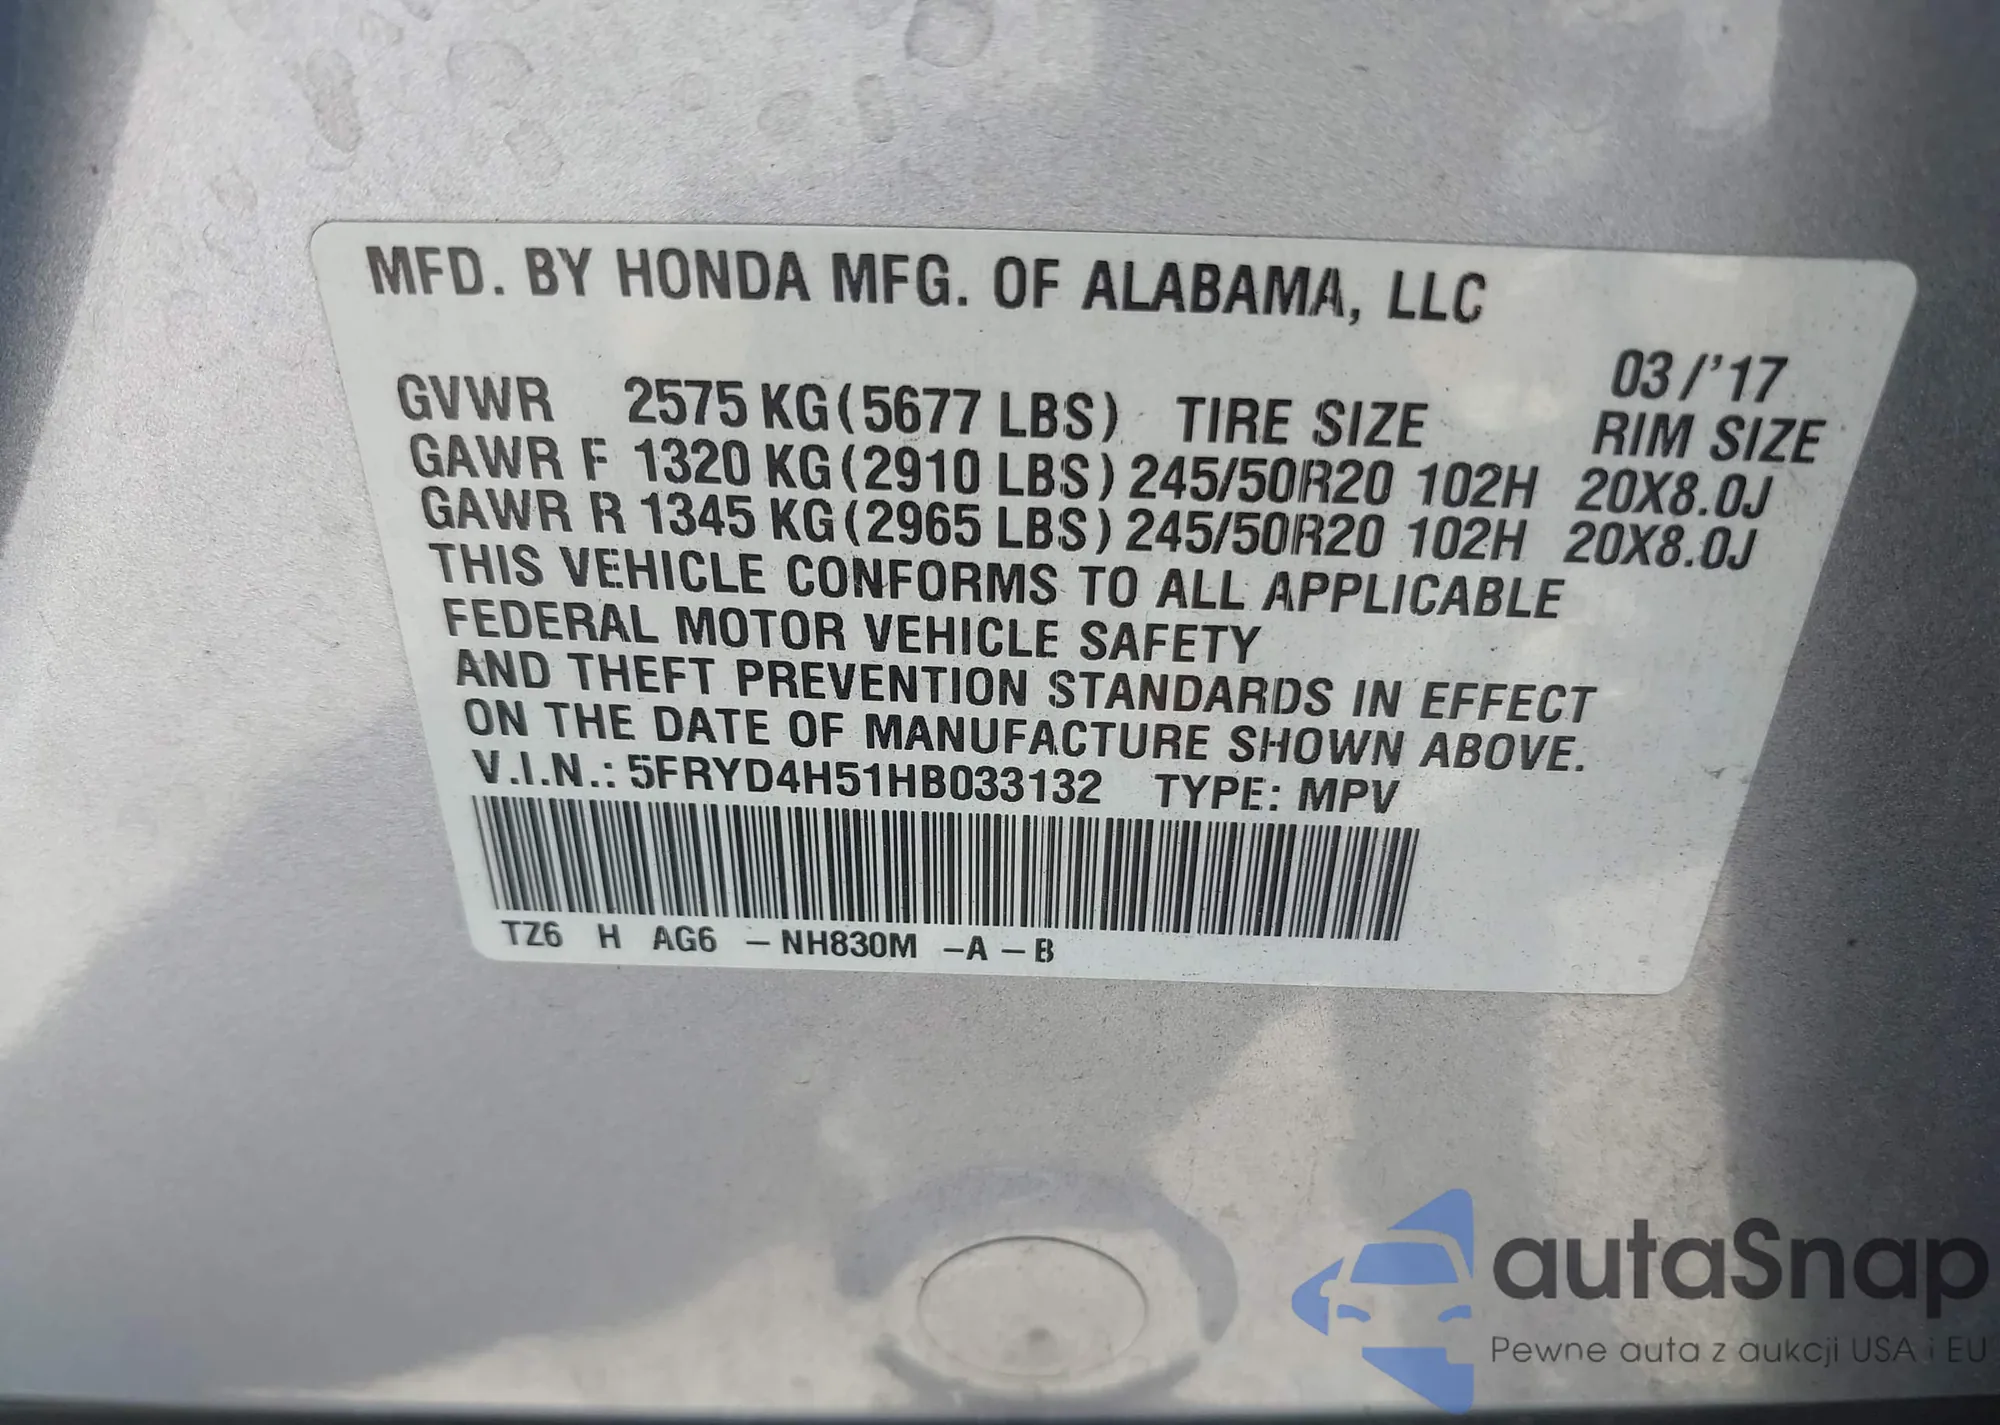 MFD. BY HONDA MFG. OF ALABAMA, LLC
03/'17
GVWR 2575 KG(5677 LBS) TIRE SIZE RIM SIZE
GAWR F 1320 KG(2910 LBS) 245/50R20 102H 20X8.0J
GAWR R 1345 KG(2965 LBS) 245/50R20 102H 20X8.0J
THIS VEHICLE CONFORMS TO ALL APPLICABLE
FEDERAL MOTOR VEHICLE SAFETY
AND THEFT PREVENTION STANDARDS IN EFFECT
ON THE DATE OF MANUFACTURE SHOWN ABOVE.
V.I.N.: 5FRYD4H51HB033132 TYPE: MPV
TZ6 H AG6 -NH830M -A-B
autaSnap
Pewne auta z aukcji USA i EU